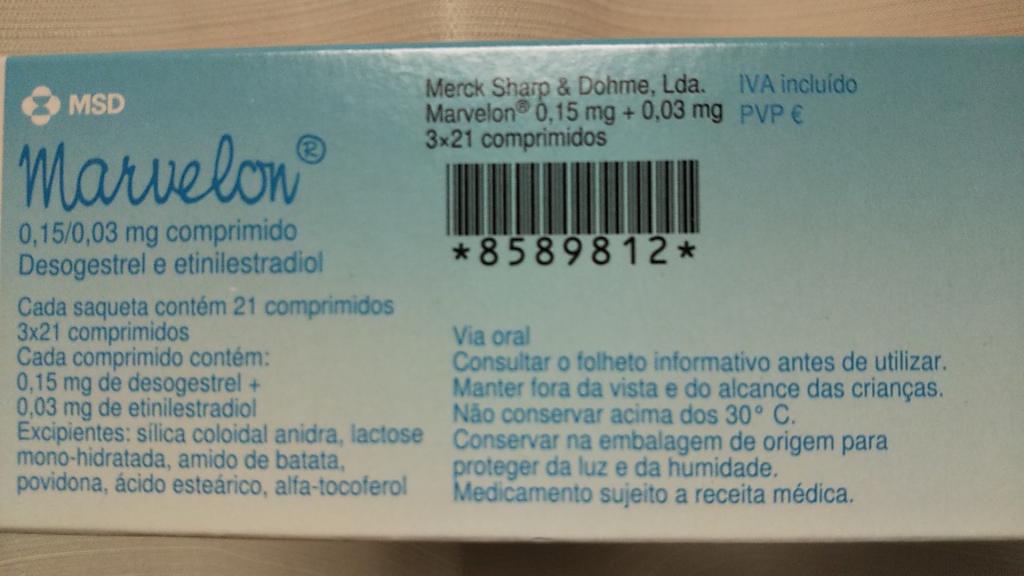 MSD
Marvelon®
0,15/0,03 mg comprimido
Desogestrel e etinilestradiol
Cada saqueta contém 21 comprimidos
3x21 comprimidos
Cada comprimido contém:
0,15 mg de desogestrel +
0,03 mg de etinilestradiol
Excipientes: sílica coloidal anidra, lactose
mono-hidratada, amido de batata,
povidona, ácido esteárico, alfa-tocoferol
Merck Sharp & Dohme, Lda.
Marvelon® 0,15 mg + 0,03 mg
3×21 comprimidos
IVA incluído
PVP €
*8589812*
Via oral
Consultar o folheto informativo antes de utilizar.
Manter fora da vista e do alcance das crianças.
Não conservar acima dos 30° C.
Conservar na embalagem de origem para
proteger da luz e da humidade.
Medicamento sujeito a receita médica.